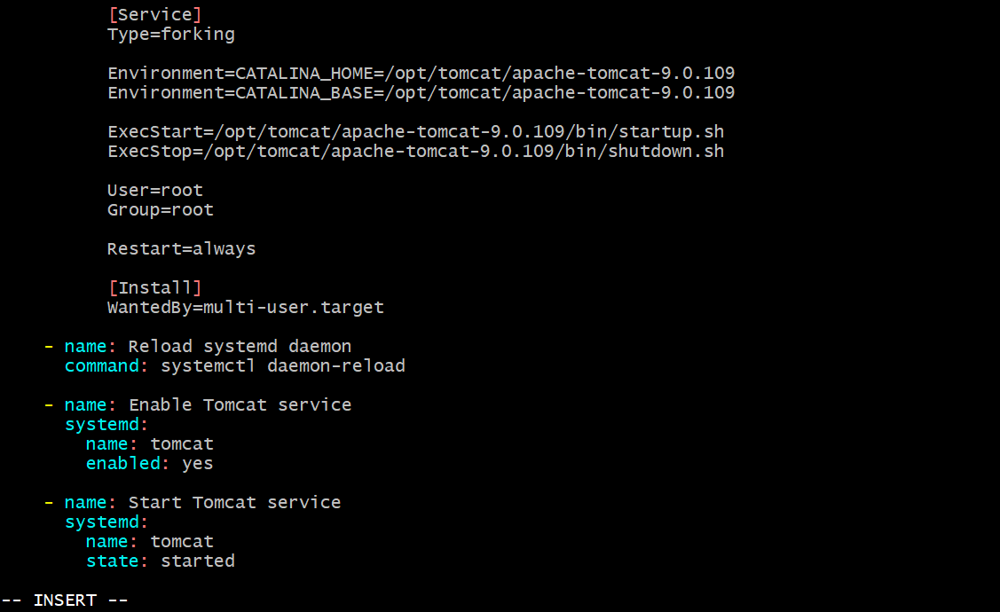 [Service]
Type=forking
Environment=CATALINA_HOME=/opt/tomcat/apache-tomcat-9.0.109
Environment=CATALINA_BASE=/opt/tomcat/apache-tomcat-9.0.109
ExecStart=/opt/tomcat/apache-tomcat-9.0.109/bin/startup.sh
ExecStop=/opt/tomcat/apache-tomcat-9.0.109/bin/shutdown.sh
User=root
Group=root
Restart=always
[Install]
WantedBy=multi-user.target
- name: Reload systemd daemon
command: systemctl daemon-reload
- name: Enable Tomcat service
systemd:
name: tomcat
enabled: yes
- name: Start Tomcat service
systemd:
name: tomcat
state: started
-- INSERT --